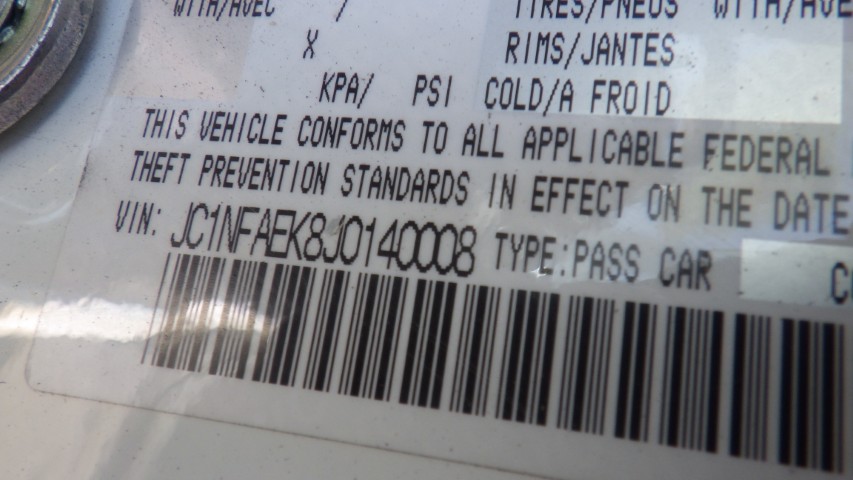 WITH/AVEC / TIRES/PNEUS WITH/AVE
X RIMS/JANTES
KPA/ PSI COLD/A FROID
THIS VEHICLE CONFORMS TO ALL APPLICABLE FEDERAL
THEFT PREVENTION STANDARDS IN EFFECT ON THE DATE
VIN: JC1NFAEK8J0140008 TYPE:PASS CAR C